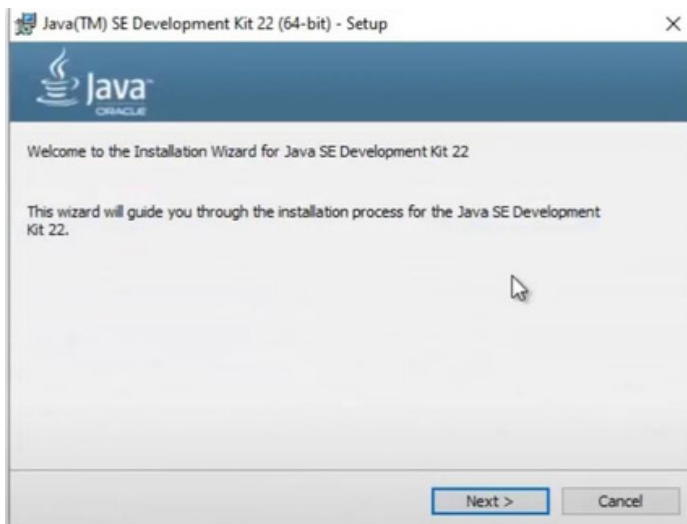 Java(TM) SE Development Kit 22 (64-bit) - Setup
Java
ORACLE
Welcome to the Installation Wizard for Java SE Development Kit 22
This wizard will guide you through the installation process for the Java SE Development
Kit 22.
Next >
Cancel